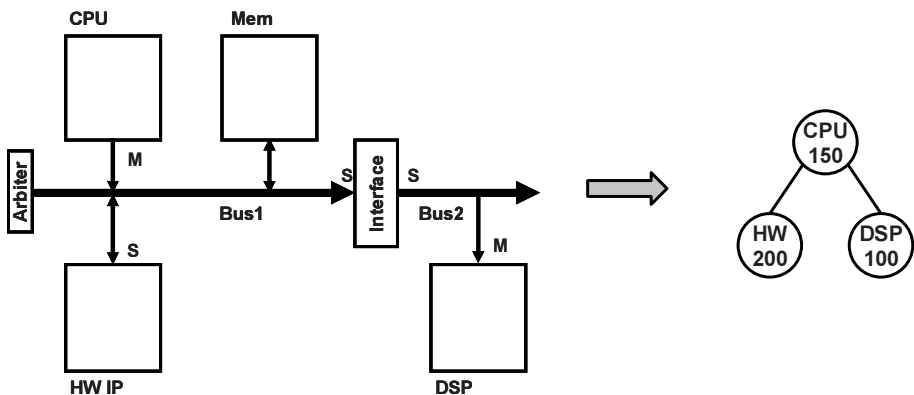 CPU
Mem
Arbiter
M
S
S
Interface
Bus1
Bus2
S
M
HW IP
DSP
CPU
150
HW
200
DSP
100